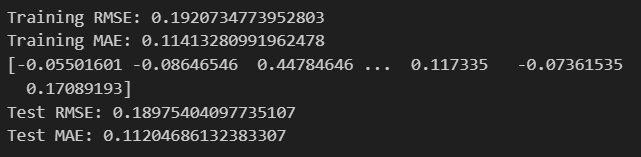 Training RMSE: 0.1920734773952803
Training MAE: 0.11413280991962478
[-0.05501601 -0.08646546  0.44784646 ...  0.117335   -0.07361535
  0.17089193]
Test RMSE: 0.18975404097735107
Test MAE: 0.11204686132383307